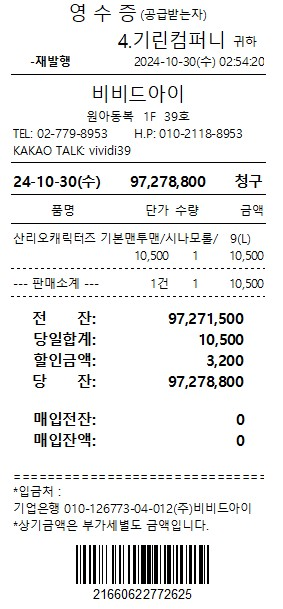 영 수 증 (공급받는자)
4.기린컴퍼니 귀하
-재발행 2024-10-30(수) 02:54:20
비비드아이
원아동복 1F 39호
TEL: 02-779-8953 H.P: 010-2118-8953
KAKAO TALK: vividi39
24-10-30(수) 97,278,800 청구
품명 단가 수량 금액
산리오캐릭터즈 기본맨투맨/시나모롤/ 9(L)
10,500 1 10,500
--- 판매소계 --- 1건 1 10,500
전 잔: 97,271,500
당일합계: 10,500
할인금액: 3,200
당 잔: 97,278,800
매입전잔: 0
매입잔액: 0
==========================================
*입금처 :
기업은행 010-126773-04-012(주)비비드아이
*상기금액은 부가세별도 금액입니다.
21660622772625